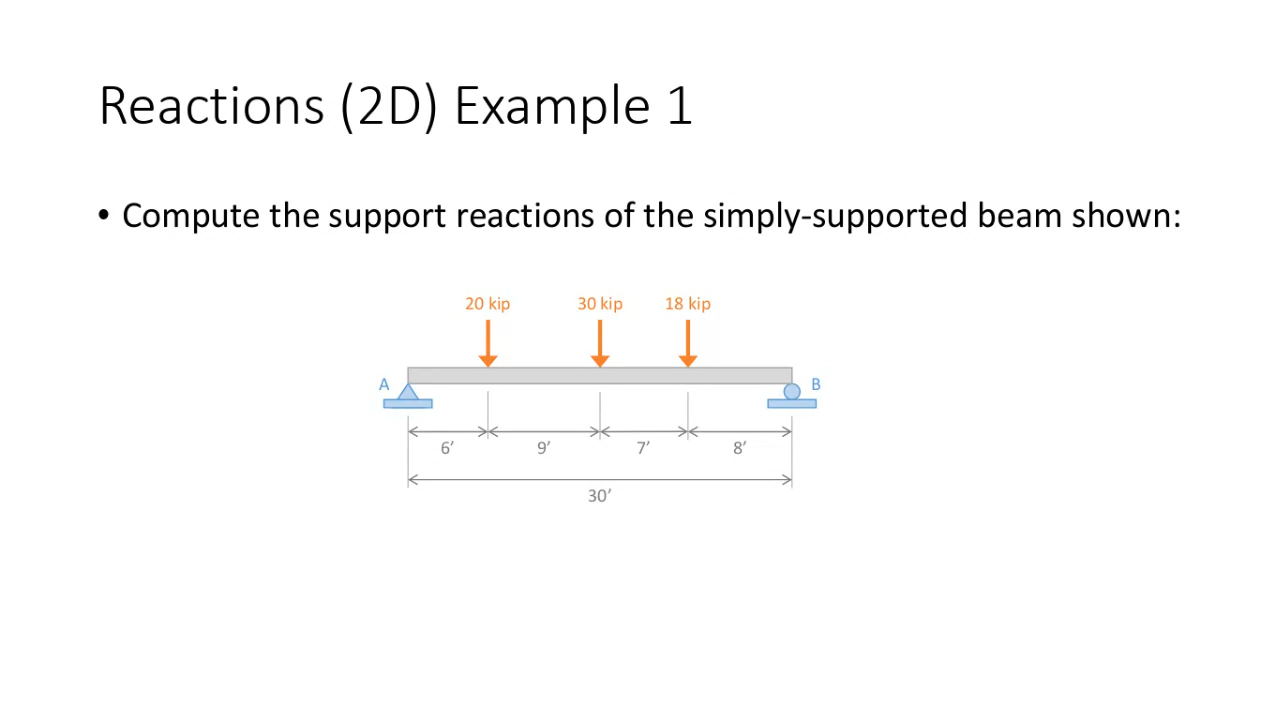 Reactions (2D) Example 1
• Compute the support reactions of the simply-supported beam shown:
20 kip 30 kip 18 kip
A B
6′ 9′ 7′ 8′
30′